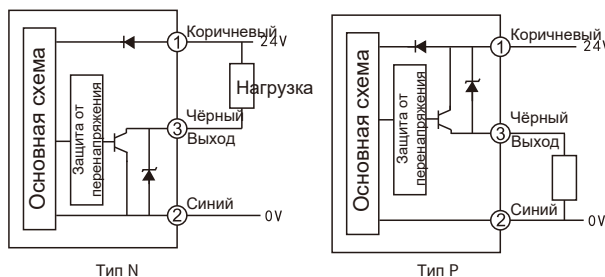 Основная схема
Защита от
перенапряжения
1
Коричневый
24V
Нагрузка
3
Чёрный
Выход
2
Синий
0V
Тип N
Основная схема
Защита от
перенапряжения
1
Коричневый
24V
3
Чёрный
Выход
2
Синий
0V
Тип P